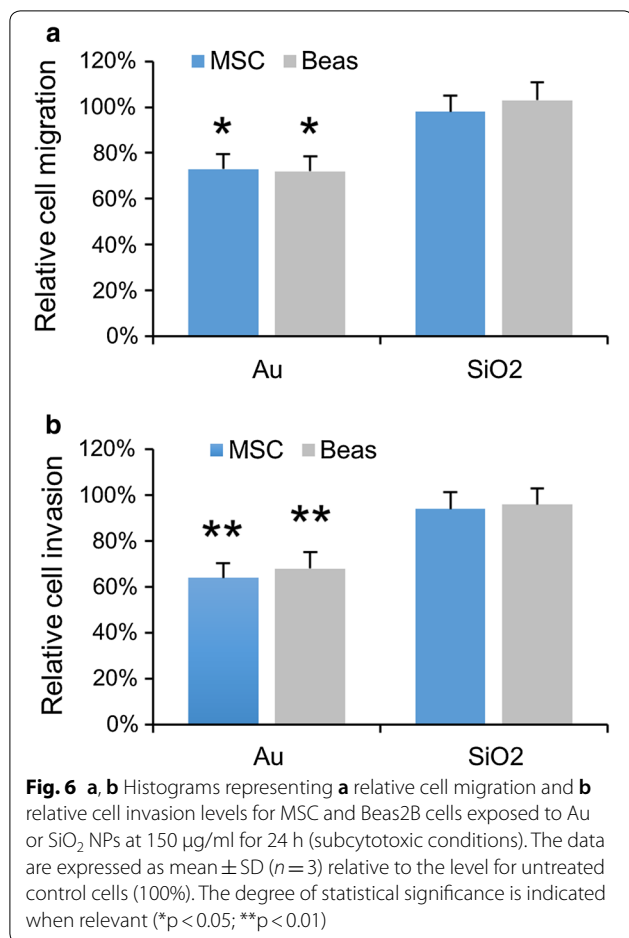 a
MSC Beas
120%
100%
80%
60%
40%
20%
0%
Relative cell migration
* *
Au SiO2
b
MSC Beas
120%
100%
80%
60%
40%
20%
0%
Relative cell invasion
** **
Au SiO2
Fig. 6 a, b Histograms representing a relative cell migration and b
relative cell invasion levels for MSC and Beas2B cells exposed to Au
or SiO₂ NPs at 150 μg/ml for 24 h (subcytotoxic conditions). The data
are expressed as mean ± SD (n = 3) relative to the level for untreated
control cells (100%). The degree of statistical significance is indicated
when relevant (*p < 0.05; **p < 0.01)